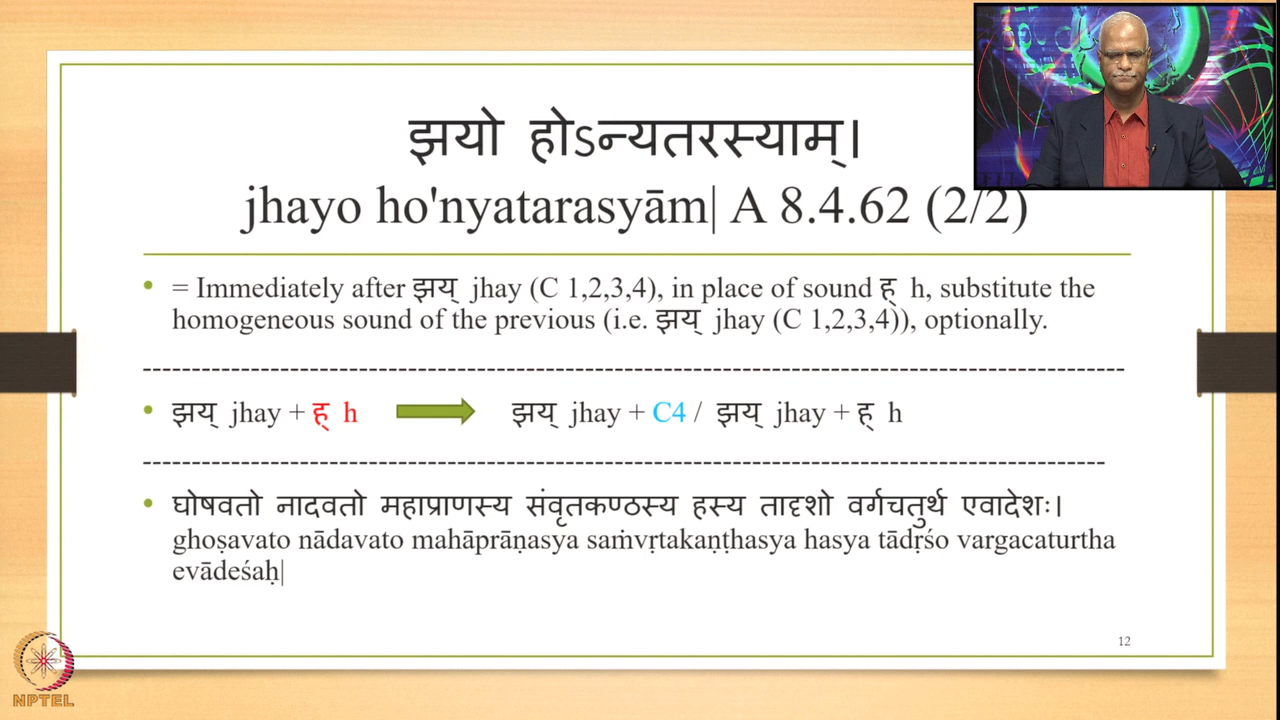 झयो होऽन्यतरस्याम्।
jhayo ho'nyatarasyām| A 8.4.62 (2/2)
• = Immediately after झय् jhay (C 1,2,3,4), in place of sound ह् h, substitute the
homogeneous sound of the previous (i.e. झय् jhay (C 1,2,3,4)), optionally.
• झय् jhay + ह् h झय् jhay + C4 / झय् jhay + ह् h
• घोषवतो नादवतो महाप्राणस्य संवृतकण्ठस्य हस्य तादृशो वर्गचतुर्थ एवादेशः।
ghoṣavato nādavato mahāprāṇasya saṁvṛtakaṇṭhasya hasya tādṛśo vargacaturtha
evādeśaḥ|
12
NPTEL